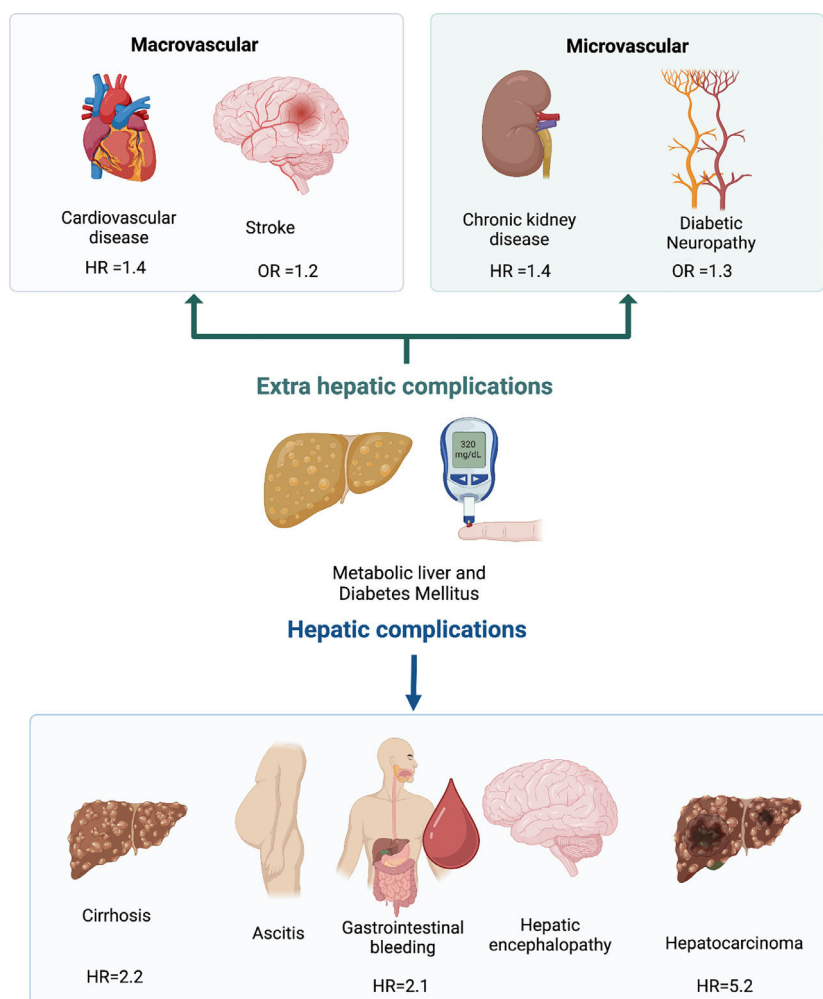 Macrovascular
Microvascular
Cardiovascular
disease
HR =1.4
Stroke
OR =1.2
Chronic kidney
disease
HR =1.4
Diabetic
Neuropathy
OR =1.3
Extra hepatic complications
320
mg/dL
Metabolic liver and
Diabetes Mellitus
Hepatic complications
Cirrhosis
HR=2.2
Ascitis
Gastrointestinal
bleeding
HR=2.1
Hepatic
encephalopathy
Hepatocarcinoma
HR=5.2